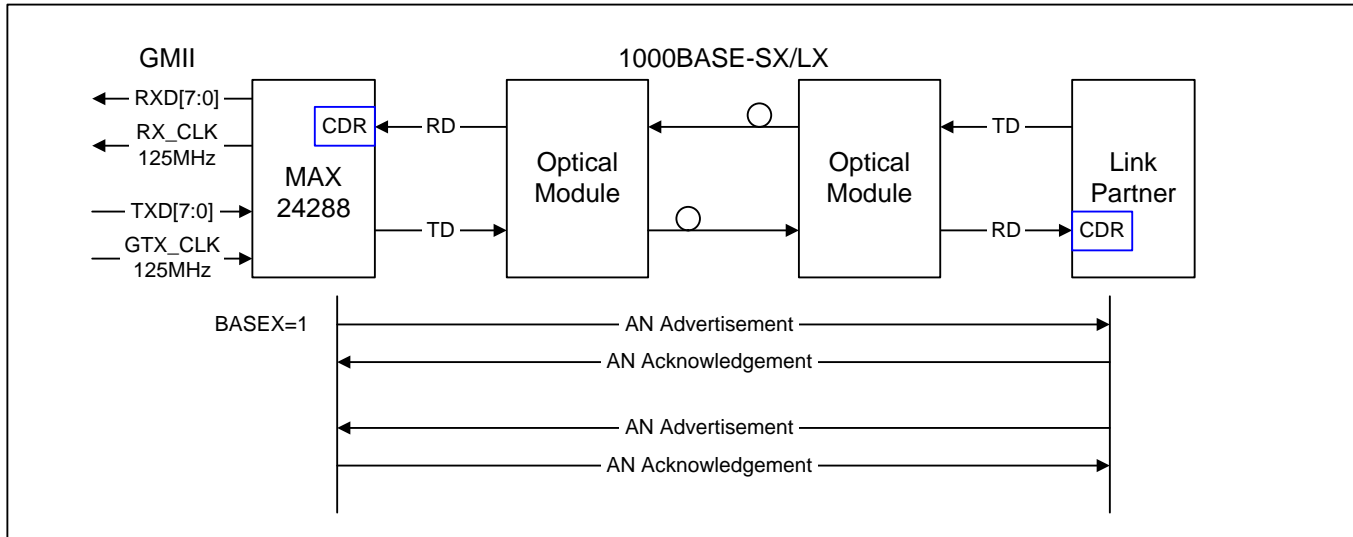 GMII
1000BASE-SX/LX
RXD[7:0]
RX_CLK
125MHz
TXD[7:0]
GTX_CLK
125MHz
CDR
MAX
24288
RD
TD
Optical
Module
Optical
Module
TD
RD
Link
Partner
CDR
BASEX=1
AN Advertisement
AN Acknowledgement
AN Advertisement
AN Acknowledgement